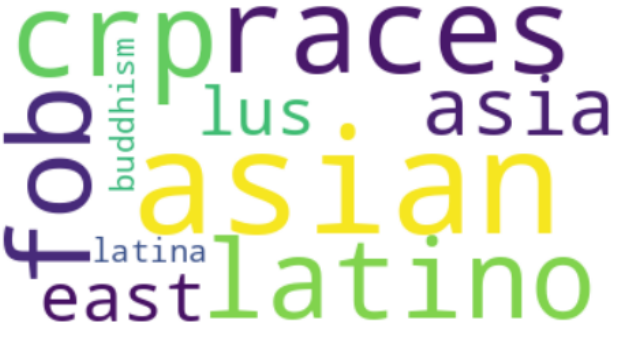 crp races
buddhism
fob
lus asia
asian
latina
east latino